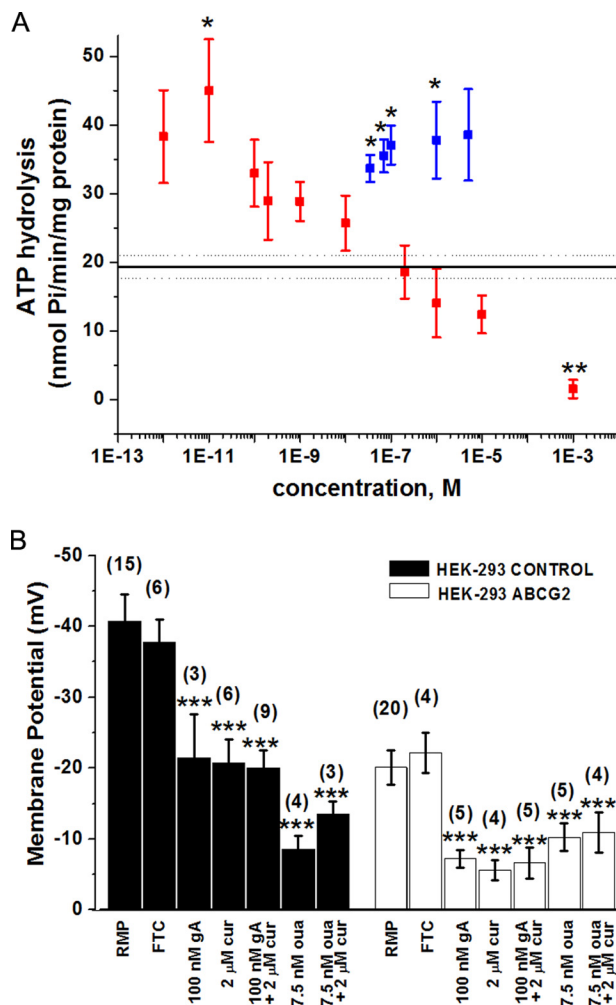 A
ATP hydrolysis
(nmol Pi/min/mg protein)
50
40
30
20
10
0
*
*
*
*
*
**
1E-13 1E-11 1E-9 1E-7 1E-5 1E-3
concentration, M
B
Membrane Potential (mV)
-50
-40
-30
-20
-10
0
HEK-293 CONTROL
HEK-293 ABCG2
(15)
(6)
(3)
***
(6)
***
(9)
***
(4)
***
(3)
***
(20)
(4)
(5)
***
(4)
***
(5)
***
(5)
***
(4)
***
RMP
FTC
100 nM gA
2 μM cur
100 nM gA
+ 2 μM cur
7.5 nM oua
7.5 nM oua
+ 2 μM cur
RMP
FTC
100 nM gA
2 μM cur
100 nM gA
+ 2 μM cur
7.5 nM oua
7.5 nM oua
+ 2 μM cur